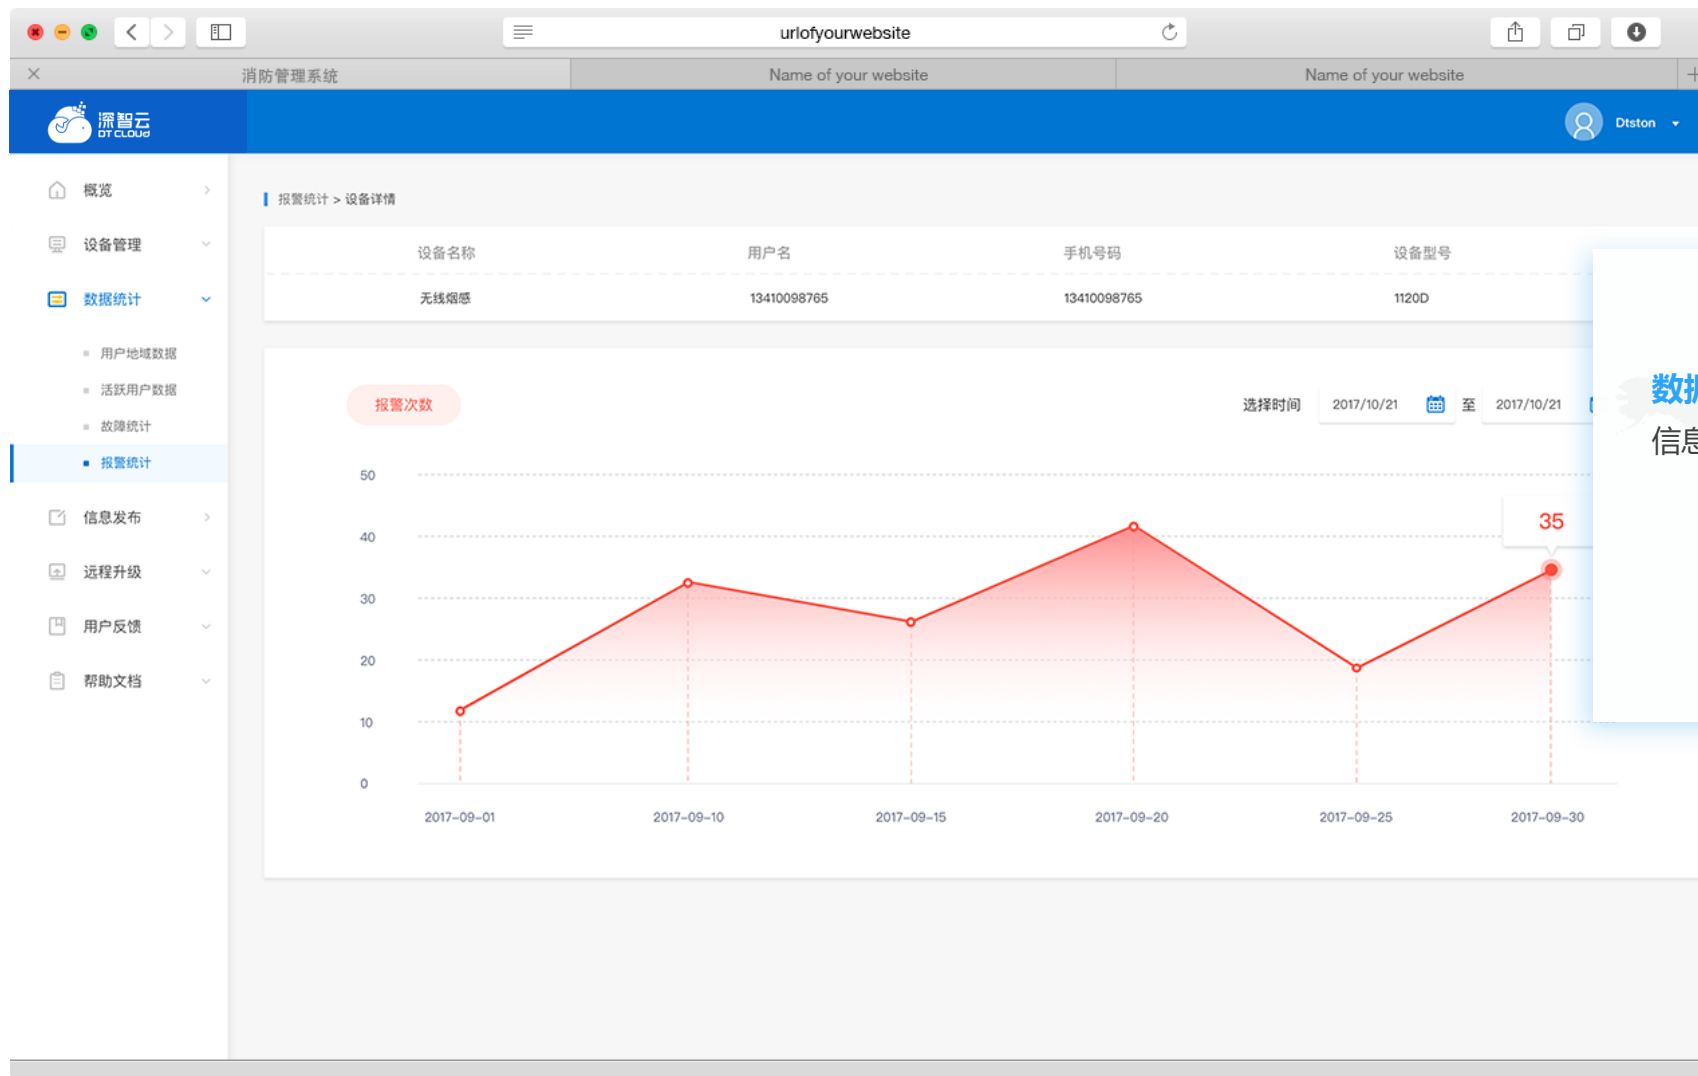 urlofyourwebsite
消防管理系统
Name of your website
Name of your website
深智云
DT CLOUD
Dtston
概览
设备管理
数据统计
用户地域数据
活跃用户数据
故障统计
报警统计
信息发布
远程升级
用户反馈
帮助文档
报警统计 > 设备详情
设备名称 用户名 手机号码 设备型号
无线烟感 13410098765 13410098765 1120D
报警次数
选择时间 2017/10/21 至 2017/10/21
50
40
30
20
10
0
35
2017-09-01 2017-09-10 2017-09-15 2017-09-20 2017-09-25 2017-09-30
数据
信息